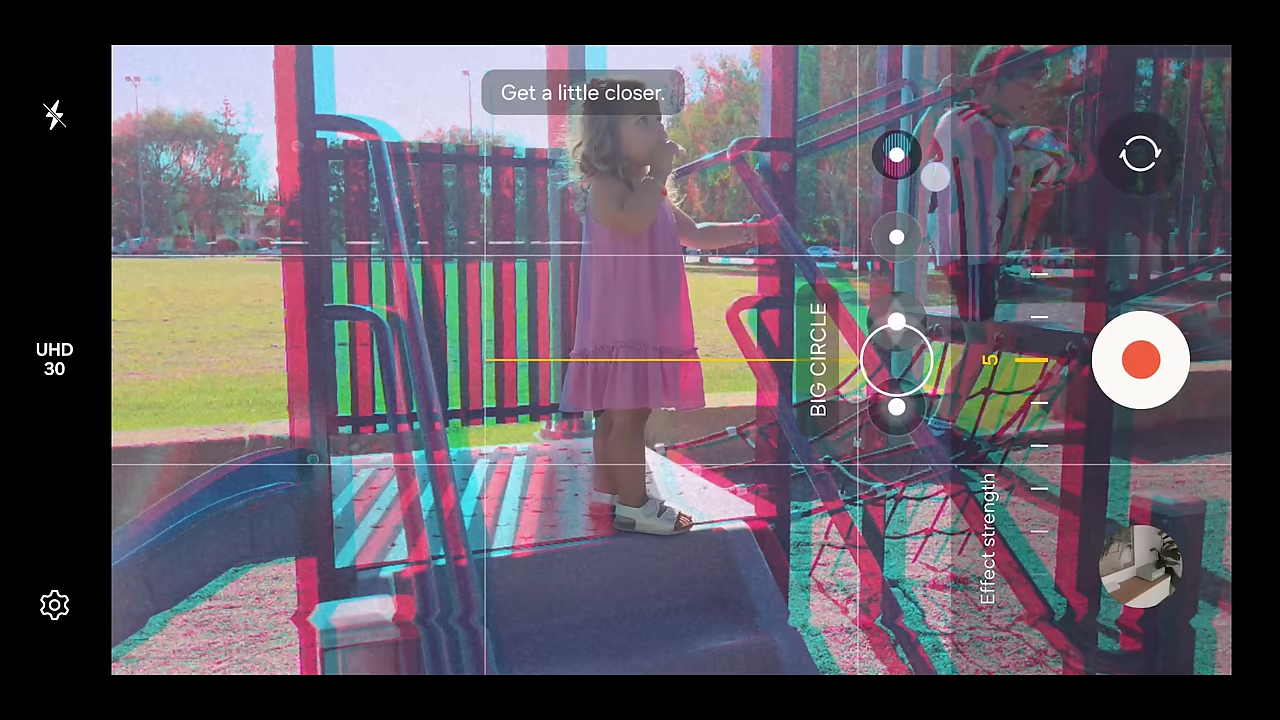 Get a little closer.
UHD
30
BIG CIRCLE
5
Effect strength